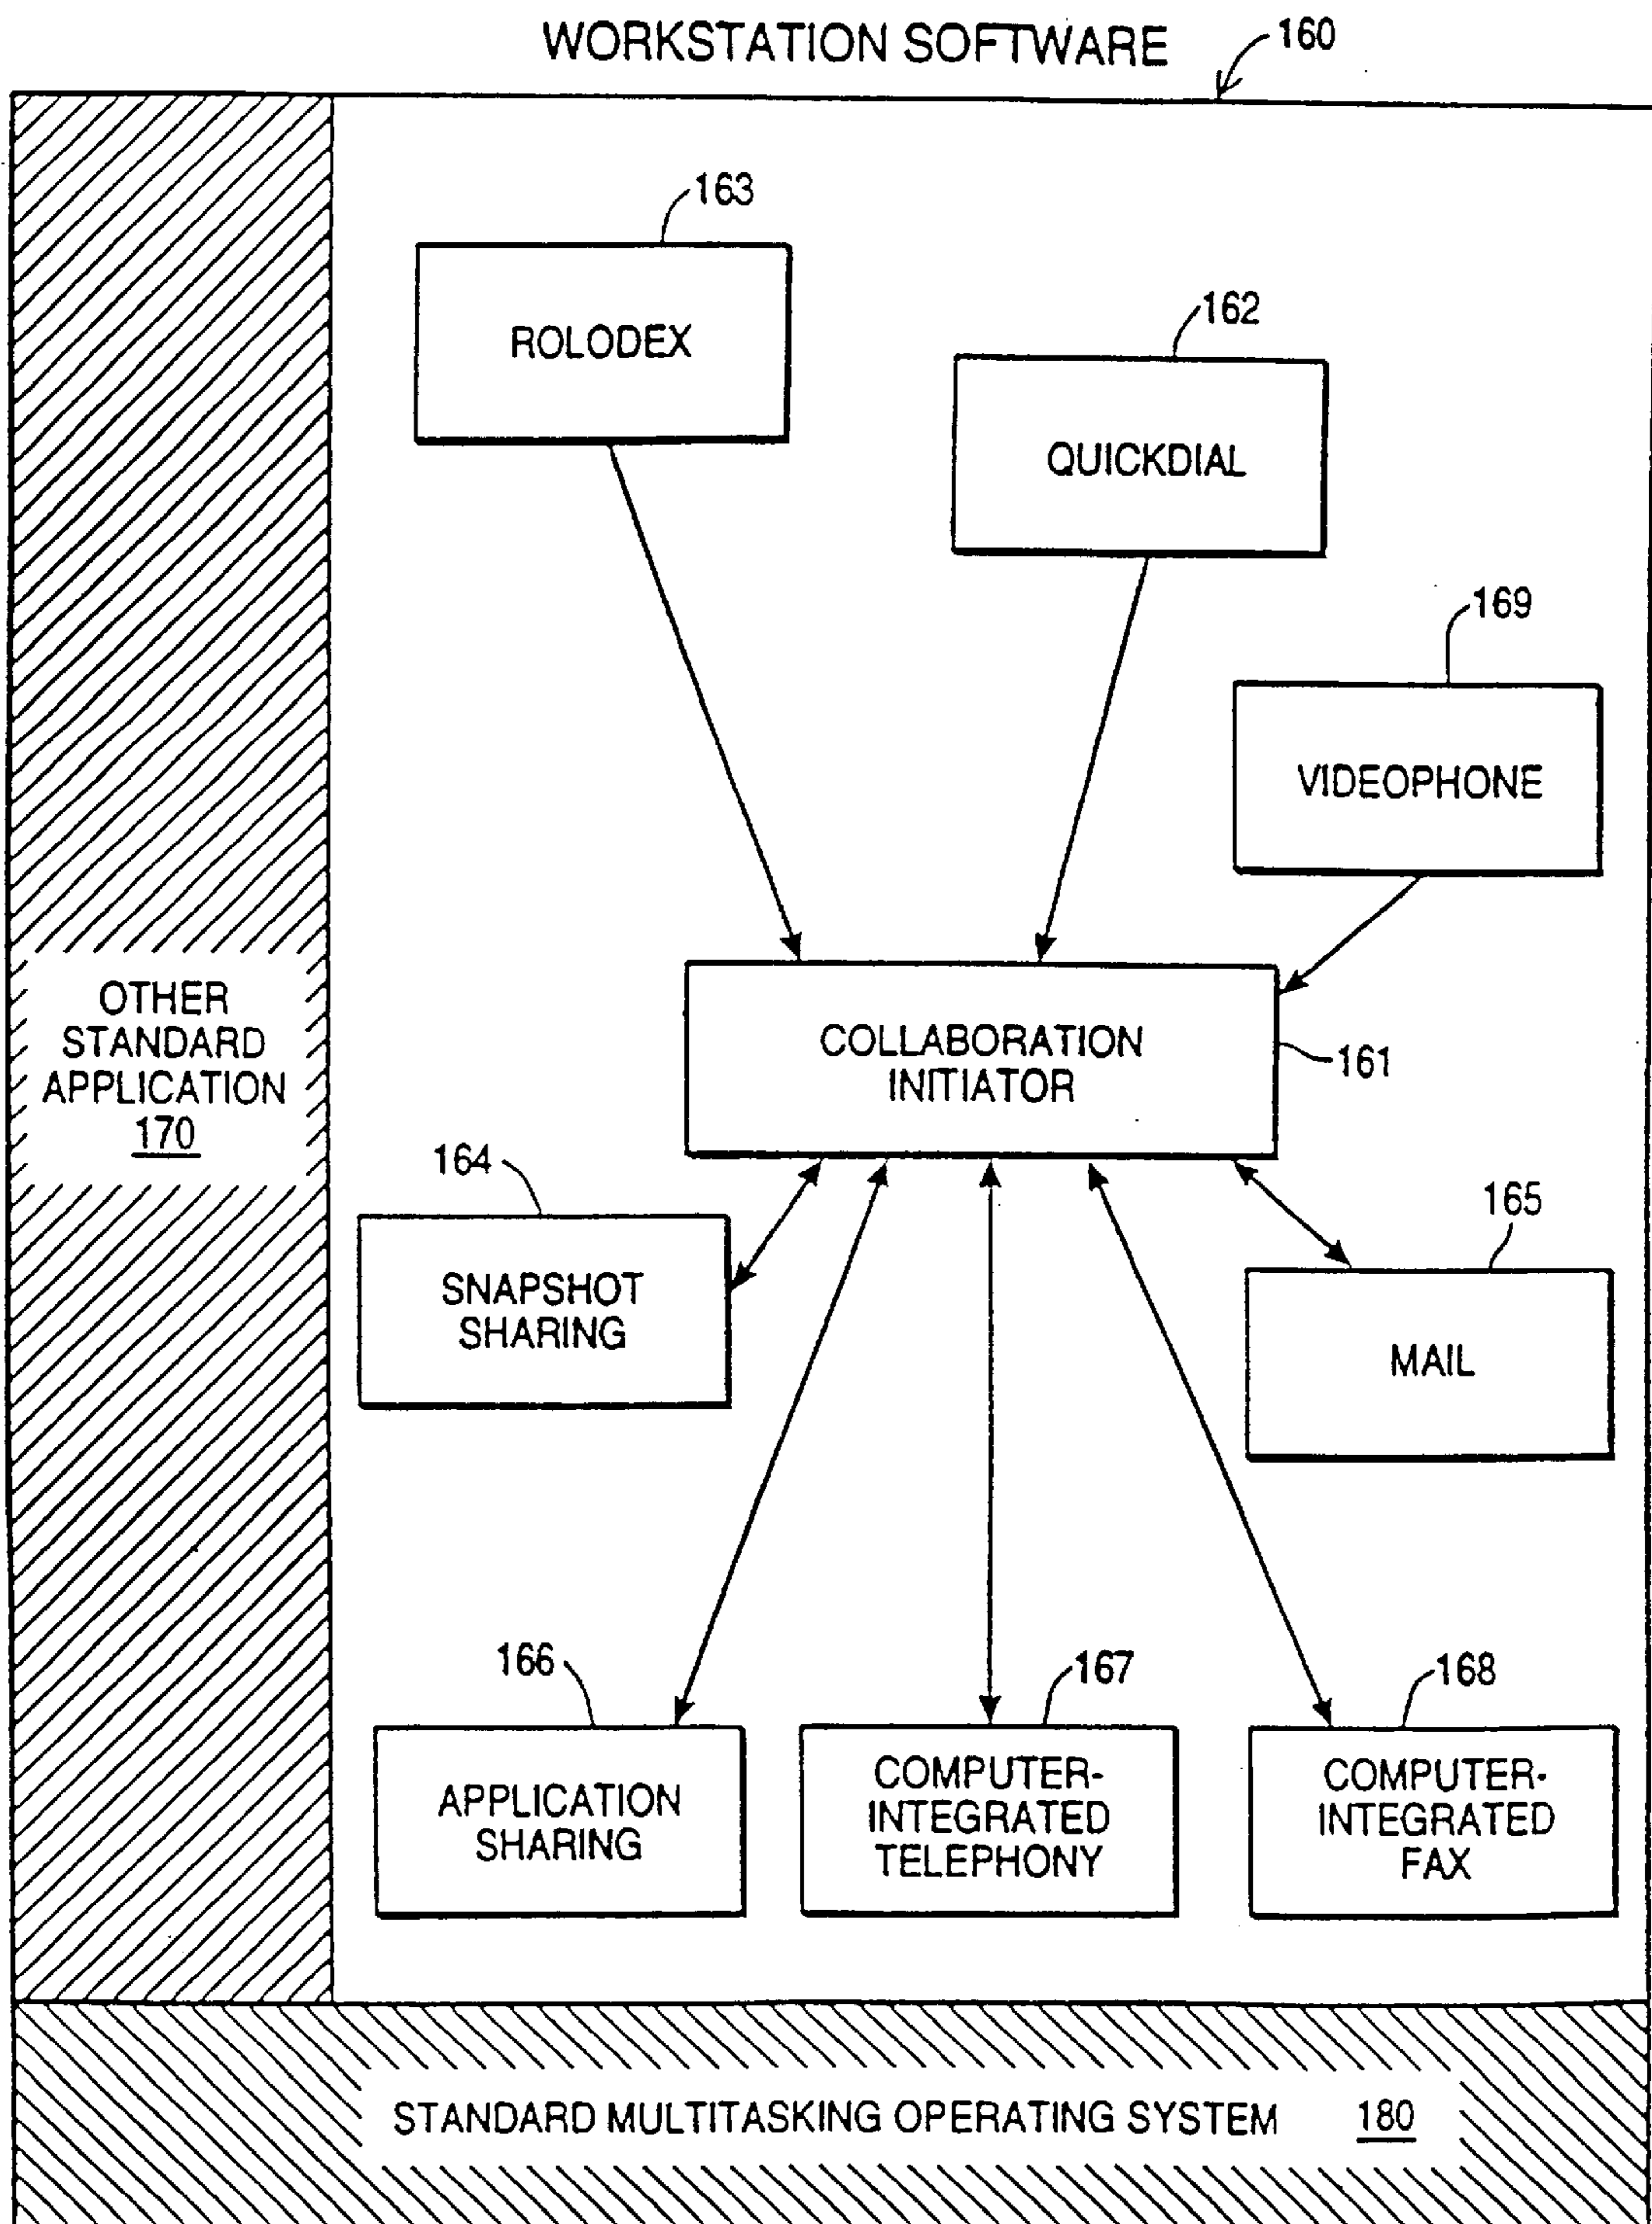 WORKSTATION SOFTWARE
160
163
ROLODEX
162
QUICKDIAL
169
VIDEOPHONE
COLLABORATION
INITIATOR
161
OTHER
STANDARD
APPLICATION
170
164
SNAPSHOT
SHARING
165
MAIL
166
APPLICATION
SHARING
167
COMPUTER-
INTEGRATED
TELEPHONY
168
COMPUTER-
INTEGRATED
FAX
STANDARD MULTITASKING OPERATING SYSTEM 180